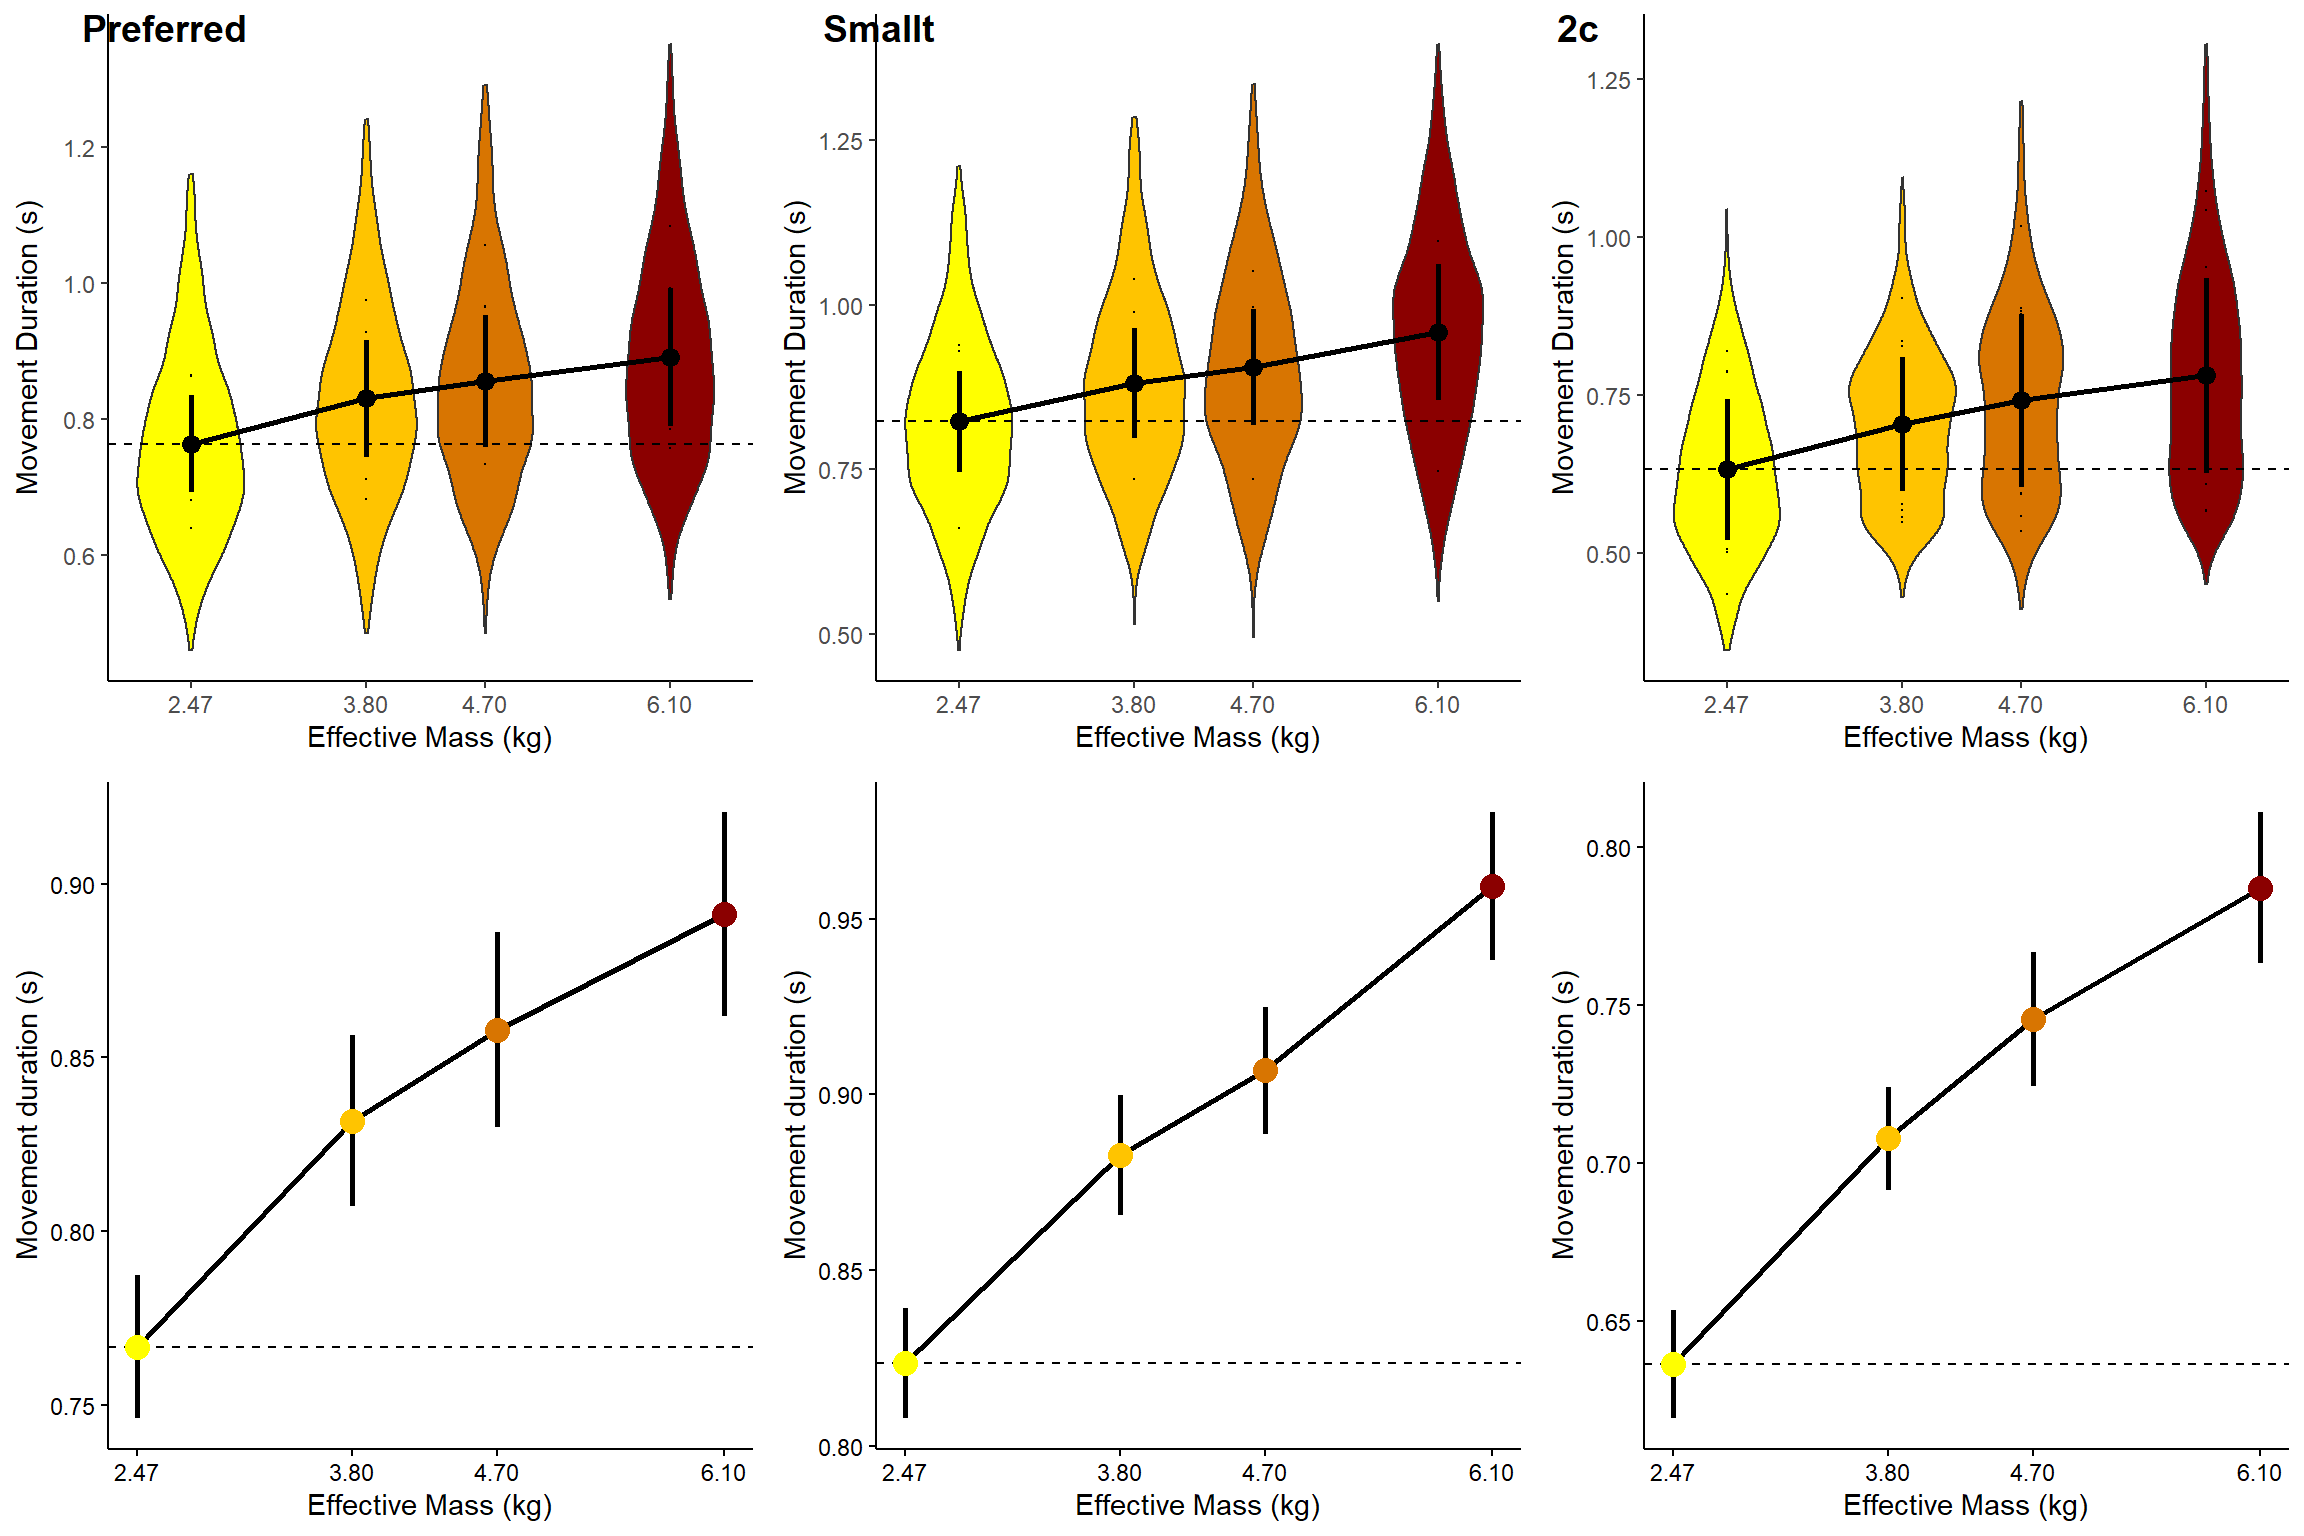 Preferred
Movement Duration (s)
1.2
1.0
0.8
0.6
2.47 3.80 4.70 6.10
Effective Mass (kg)
Smallt
Movement Duration (s)
1.25
1.00
0.75
0.50
2.47 3.80 4.70 6.10
Effective Mass (kg)
2c
Movement Duration (s)
1.25
1.00
0.75
0.50
2.47 3.80 4.70 6.10
Effective Mass (kg)
Movement duration (s)
0.90
0.85
0.80
0.75
2.47 3.80 4.70 6.10
Effective Mass (kg)
Movement duration (s)
0.95
0.90
0.85
0.80
2.47 3.80 4.70 6.10
Effective Mass (kg)
Movement duration (s)
0.80
0.75
0.70
0.65
2.47 3.80 4.70 6.10
Effective Mass (kg)